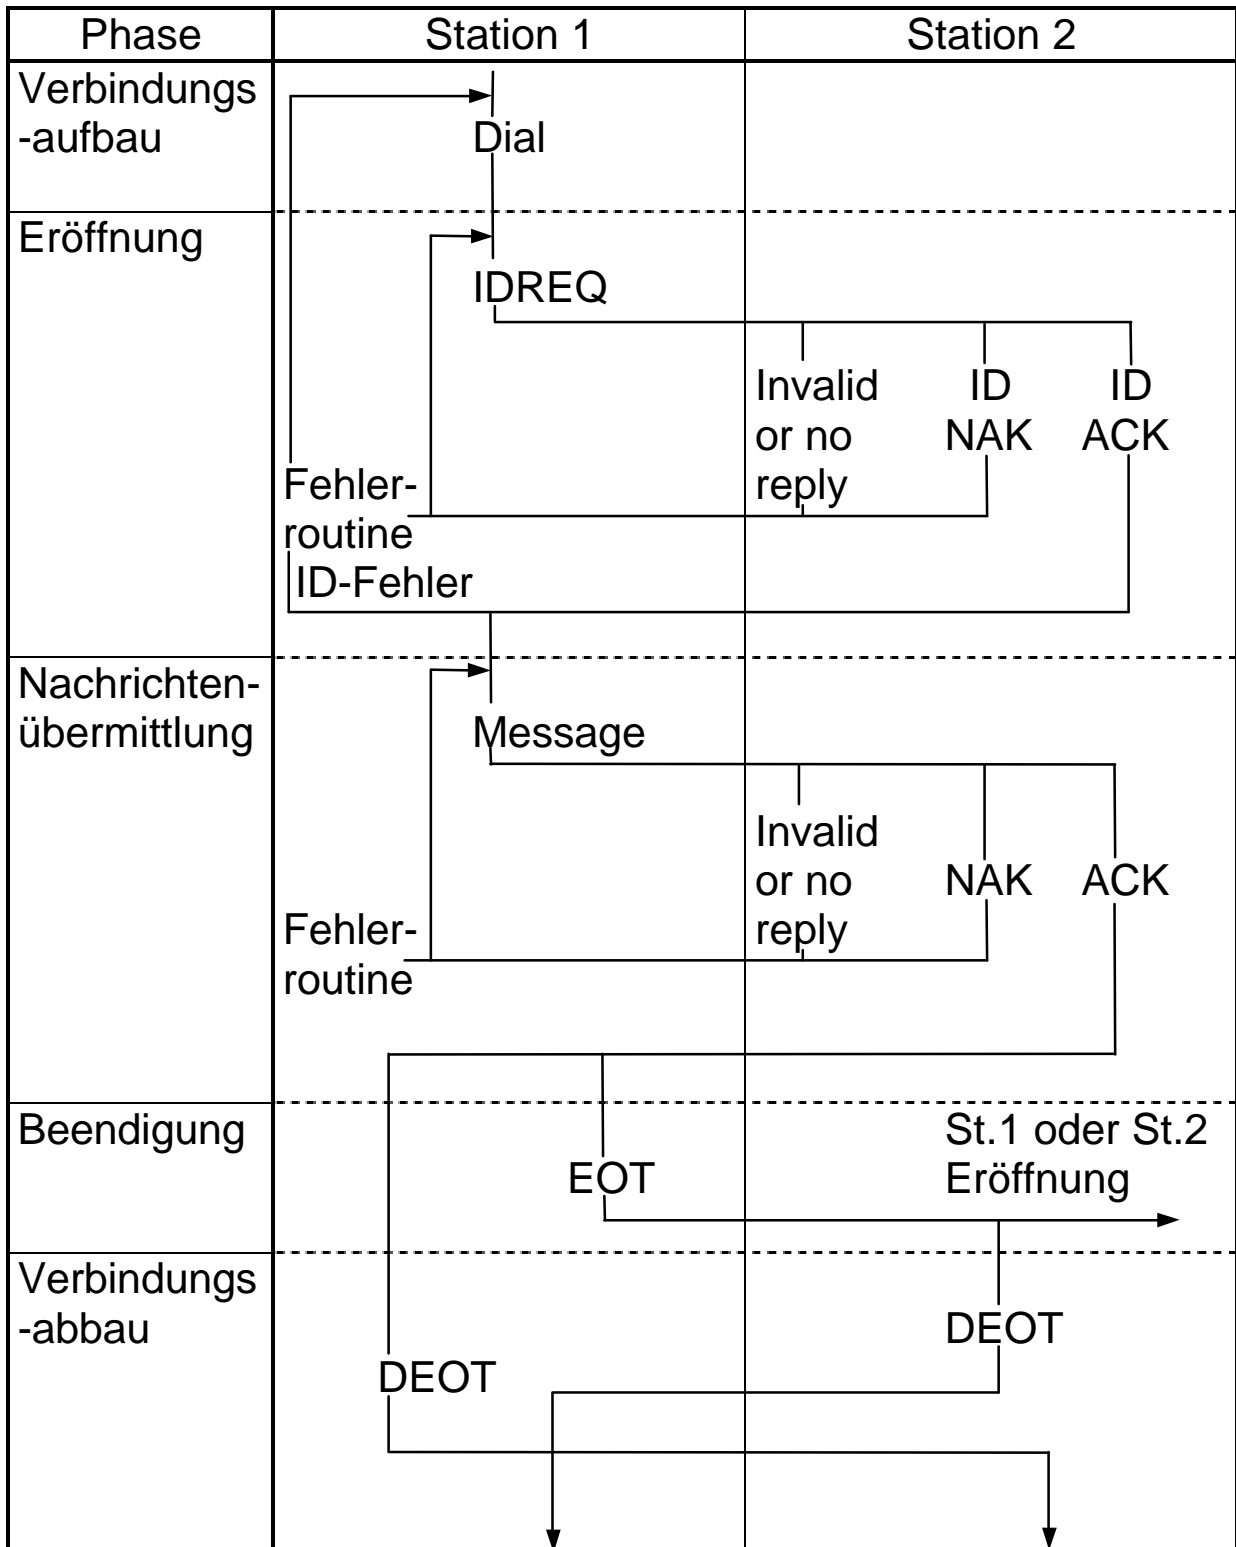 Phase
Station 1
Station 2
Verbindungs
-aufbau
Dial
Eröffnung
IDREQ
Invalid
or no
reply
ID
NAK
ID
ACK
Fehler-
routine
ID-Fehler
Nachrichten-
übermittlung
Message
Invalid
or no
reply
NAK
ACK
Fehler-
routine
Beendigung
EOT
St.1 oder St.2
Eröffnung
Verbindungs
-abbau
DEOT
DEOT